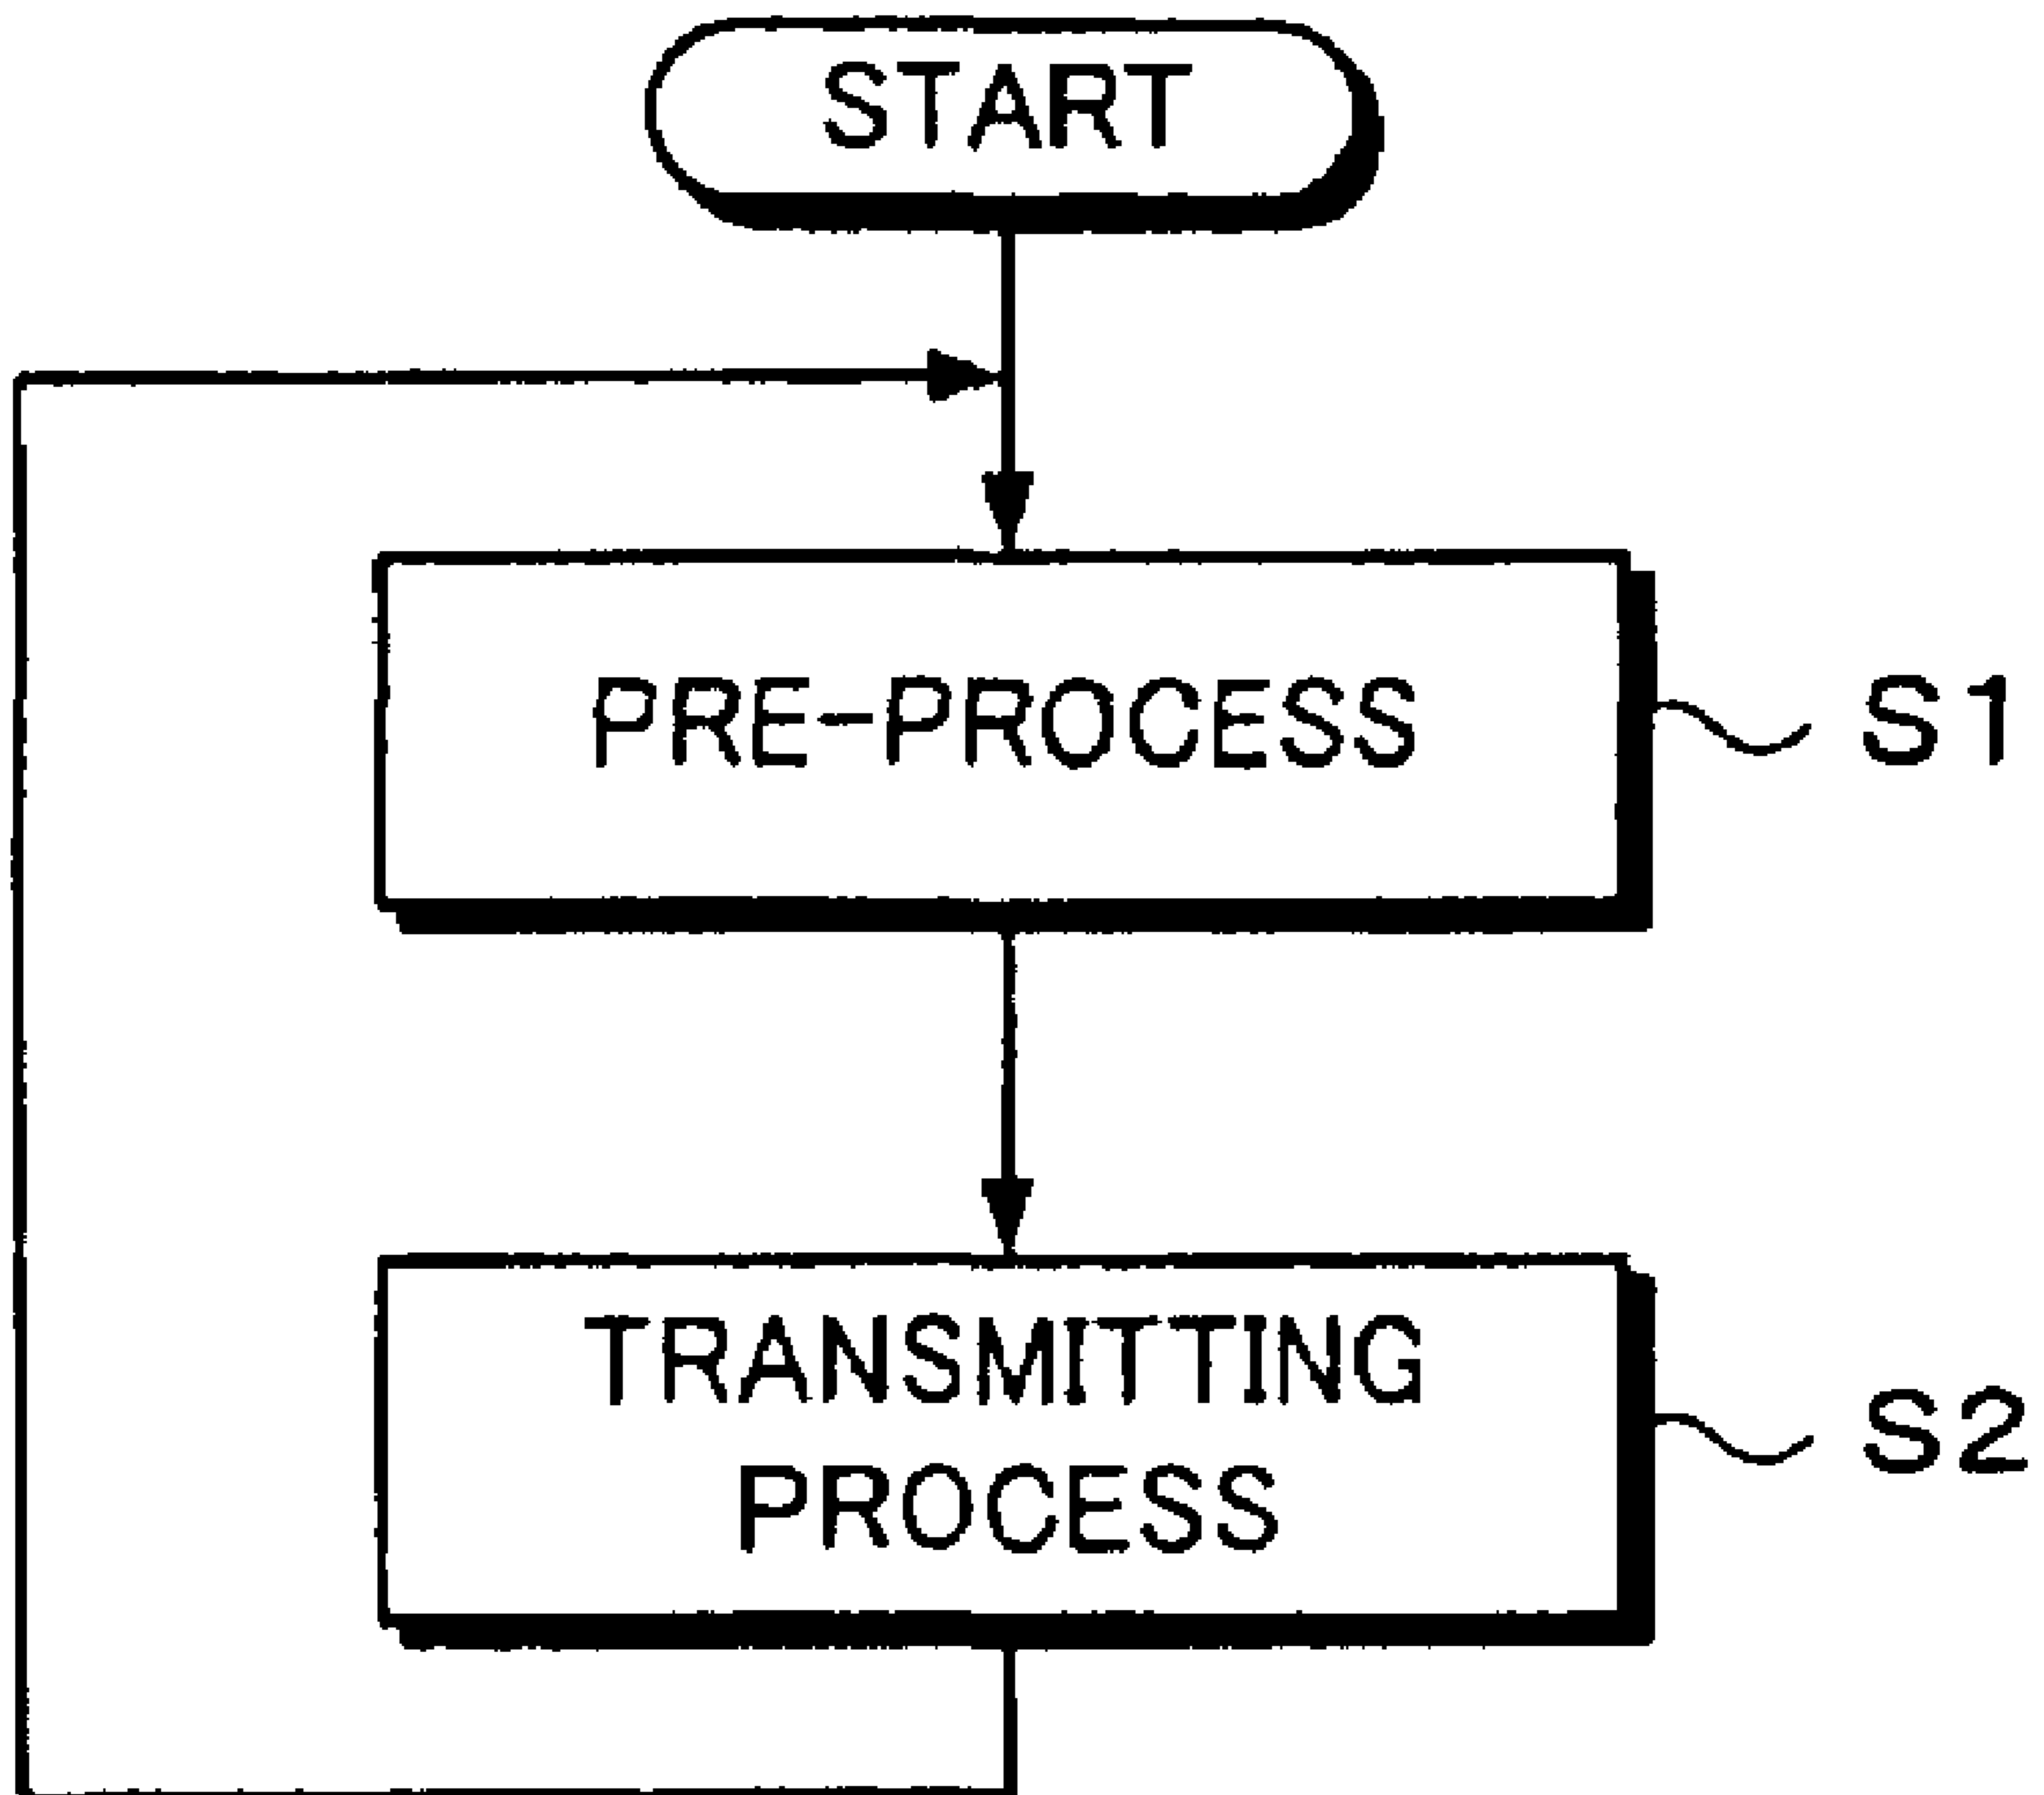 START
PRE-PROCESS
S1
TRANSMITTING
PROCESS
S2